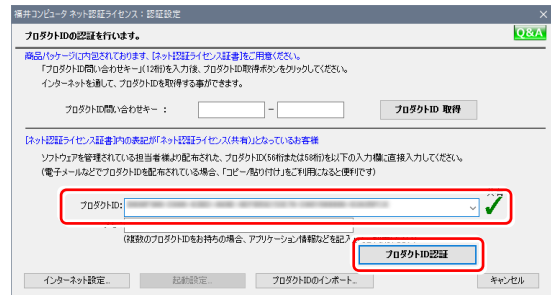 福井コンピュータ ネット認証ライセンス：認証設定
プロダクトIDの認証を行います。
Q&A
商品パッケージに内包されております、[ネット認証ライセンス証書]をご用意ください。
「プロダクトID問い合わせキー」(12桁)を入力後、プロダクトID取得ボタンをクリックしてください。
インターネットを通して、プロダクトIDを取得する事ができます。
プロダクトID問い合わせキー：
-
プロダクトID 取得
[ネット認証ライセンス証書]内の表記が「ネット認証ライセンス(共有)」となっているお客様
ソフトウェアを管理されている担当者様より配布された、プロダクトID(56桁または58桁)を以下の入力欄に直接入力してください。
(電子メールなどでプロダクトIDを配布されている場合、「コピー/貼り付け」をご利用になると便利です)
プロダクトID:
(複数のプロダクトIDをお持ちの場合、アプリケーション情報などを記入
プロダクトID認証
インターネット設定...
起動設定...
プロダクトIDのインポート...
キャンセル